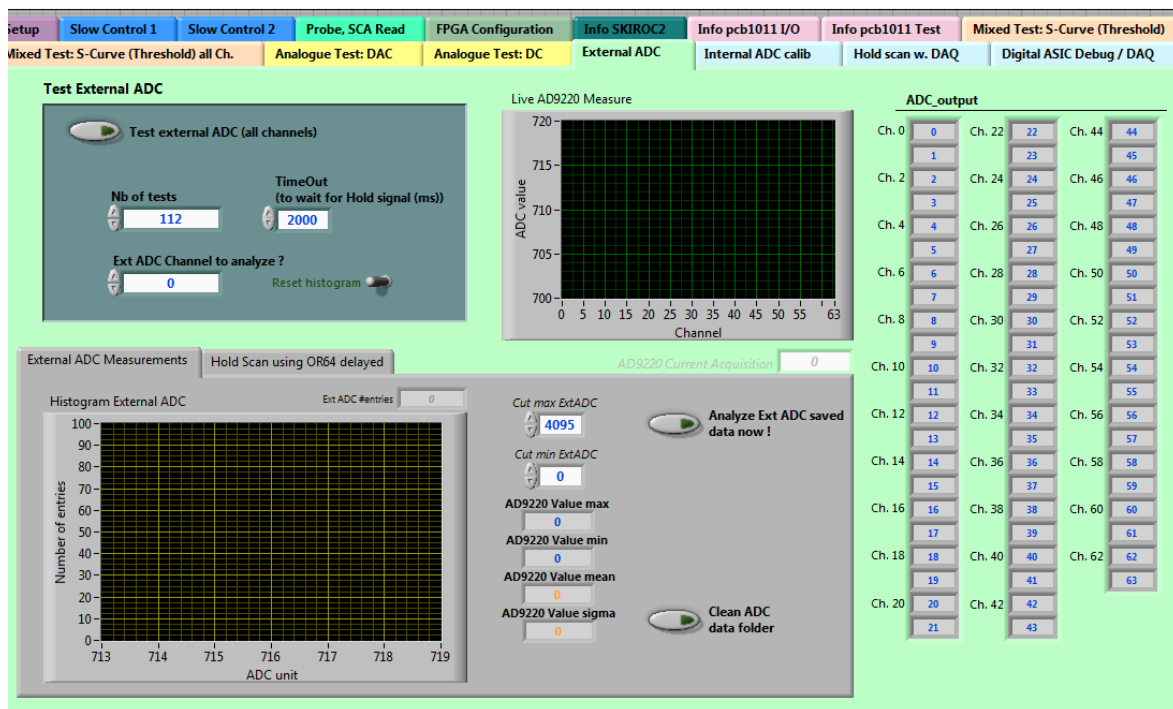 Setup Slow Control 1 Slow Control 2 Probe, SCA Read FPGA Configuration Info SKIROC2 Info pcb1011 I/O Info pcb1011 Test Mixed Test: S-Curve (Threshold)
Mixed Test: S-Curve (Threshold) all Ch. Analogue Test: DAC Analogue Test: DC External ADC Internal ADC calib Hold scan w. DAQ Digital ASIC Debug / DAQ
Test External ADC
Test external ADC (all channels)
Nb of tests
112
TimeOut
(to wait for Hold signal (ms))
2000
Ext ADC Channel to analyze ?
0
Reset histogram
Live AD9220 Measure
ADC value
720
715
710
705
700
0 5 10 15 20 25 30 35 40 45 50 55 63
Channel
AD9220 Current Acquisition 0
External ADC Measurements Hold Scan using OR64 delayed
Histogram External ADC
Ext ADC #entries 0
Number of entries
100
90
80
70
60
50
40
30
20
10
0
713 714 715 716 717 718 719
ADC unit
Cut max ExtADC
4095
Cut min ExtADC
0
AD9220 Value max
0
AD9220 Value min
0
AD9220 Value mean
0
AD9220 Value sigma
0
Analyze Ext ADC saved
data now !
Clean ADC
data folder
ADC_output
Ch. 0 0 Ch. 22 22 Ch. 44 44
1 23 45
Ch. 2 2 Ch. 24 24 Ch. 46 46
3 25 47
Ch. 4 4 Ch. 26 26 Ch. 48 48
5 27 49
Ch. 6 6 Ch. 28 28 Ch. 50 50
7 29 51
Ch. 8 8 Ch. 30 30 Ch. 52 52
9 31 53
Ch. 10 10 Ch. 32 32 Ch. 54 54
11 33 55
Ch. 12 12 Ch. 34 34 Ch. 56 56
13 35 57
Ch. 14 14 Ch. 36 36 Ch. 58 58
15 37 59
Ch. 16 16 Ch. 38 38 Ch. 60 60
17 39 61
Ch. 18 18 Ch. 40 40 Ch. 62 62
19 41 63
Ch. 20 20 Ch. 42 42
21 43